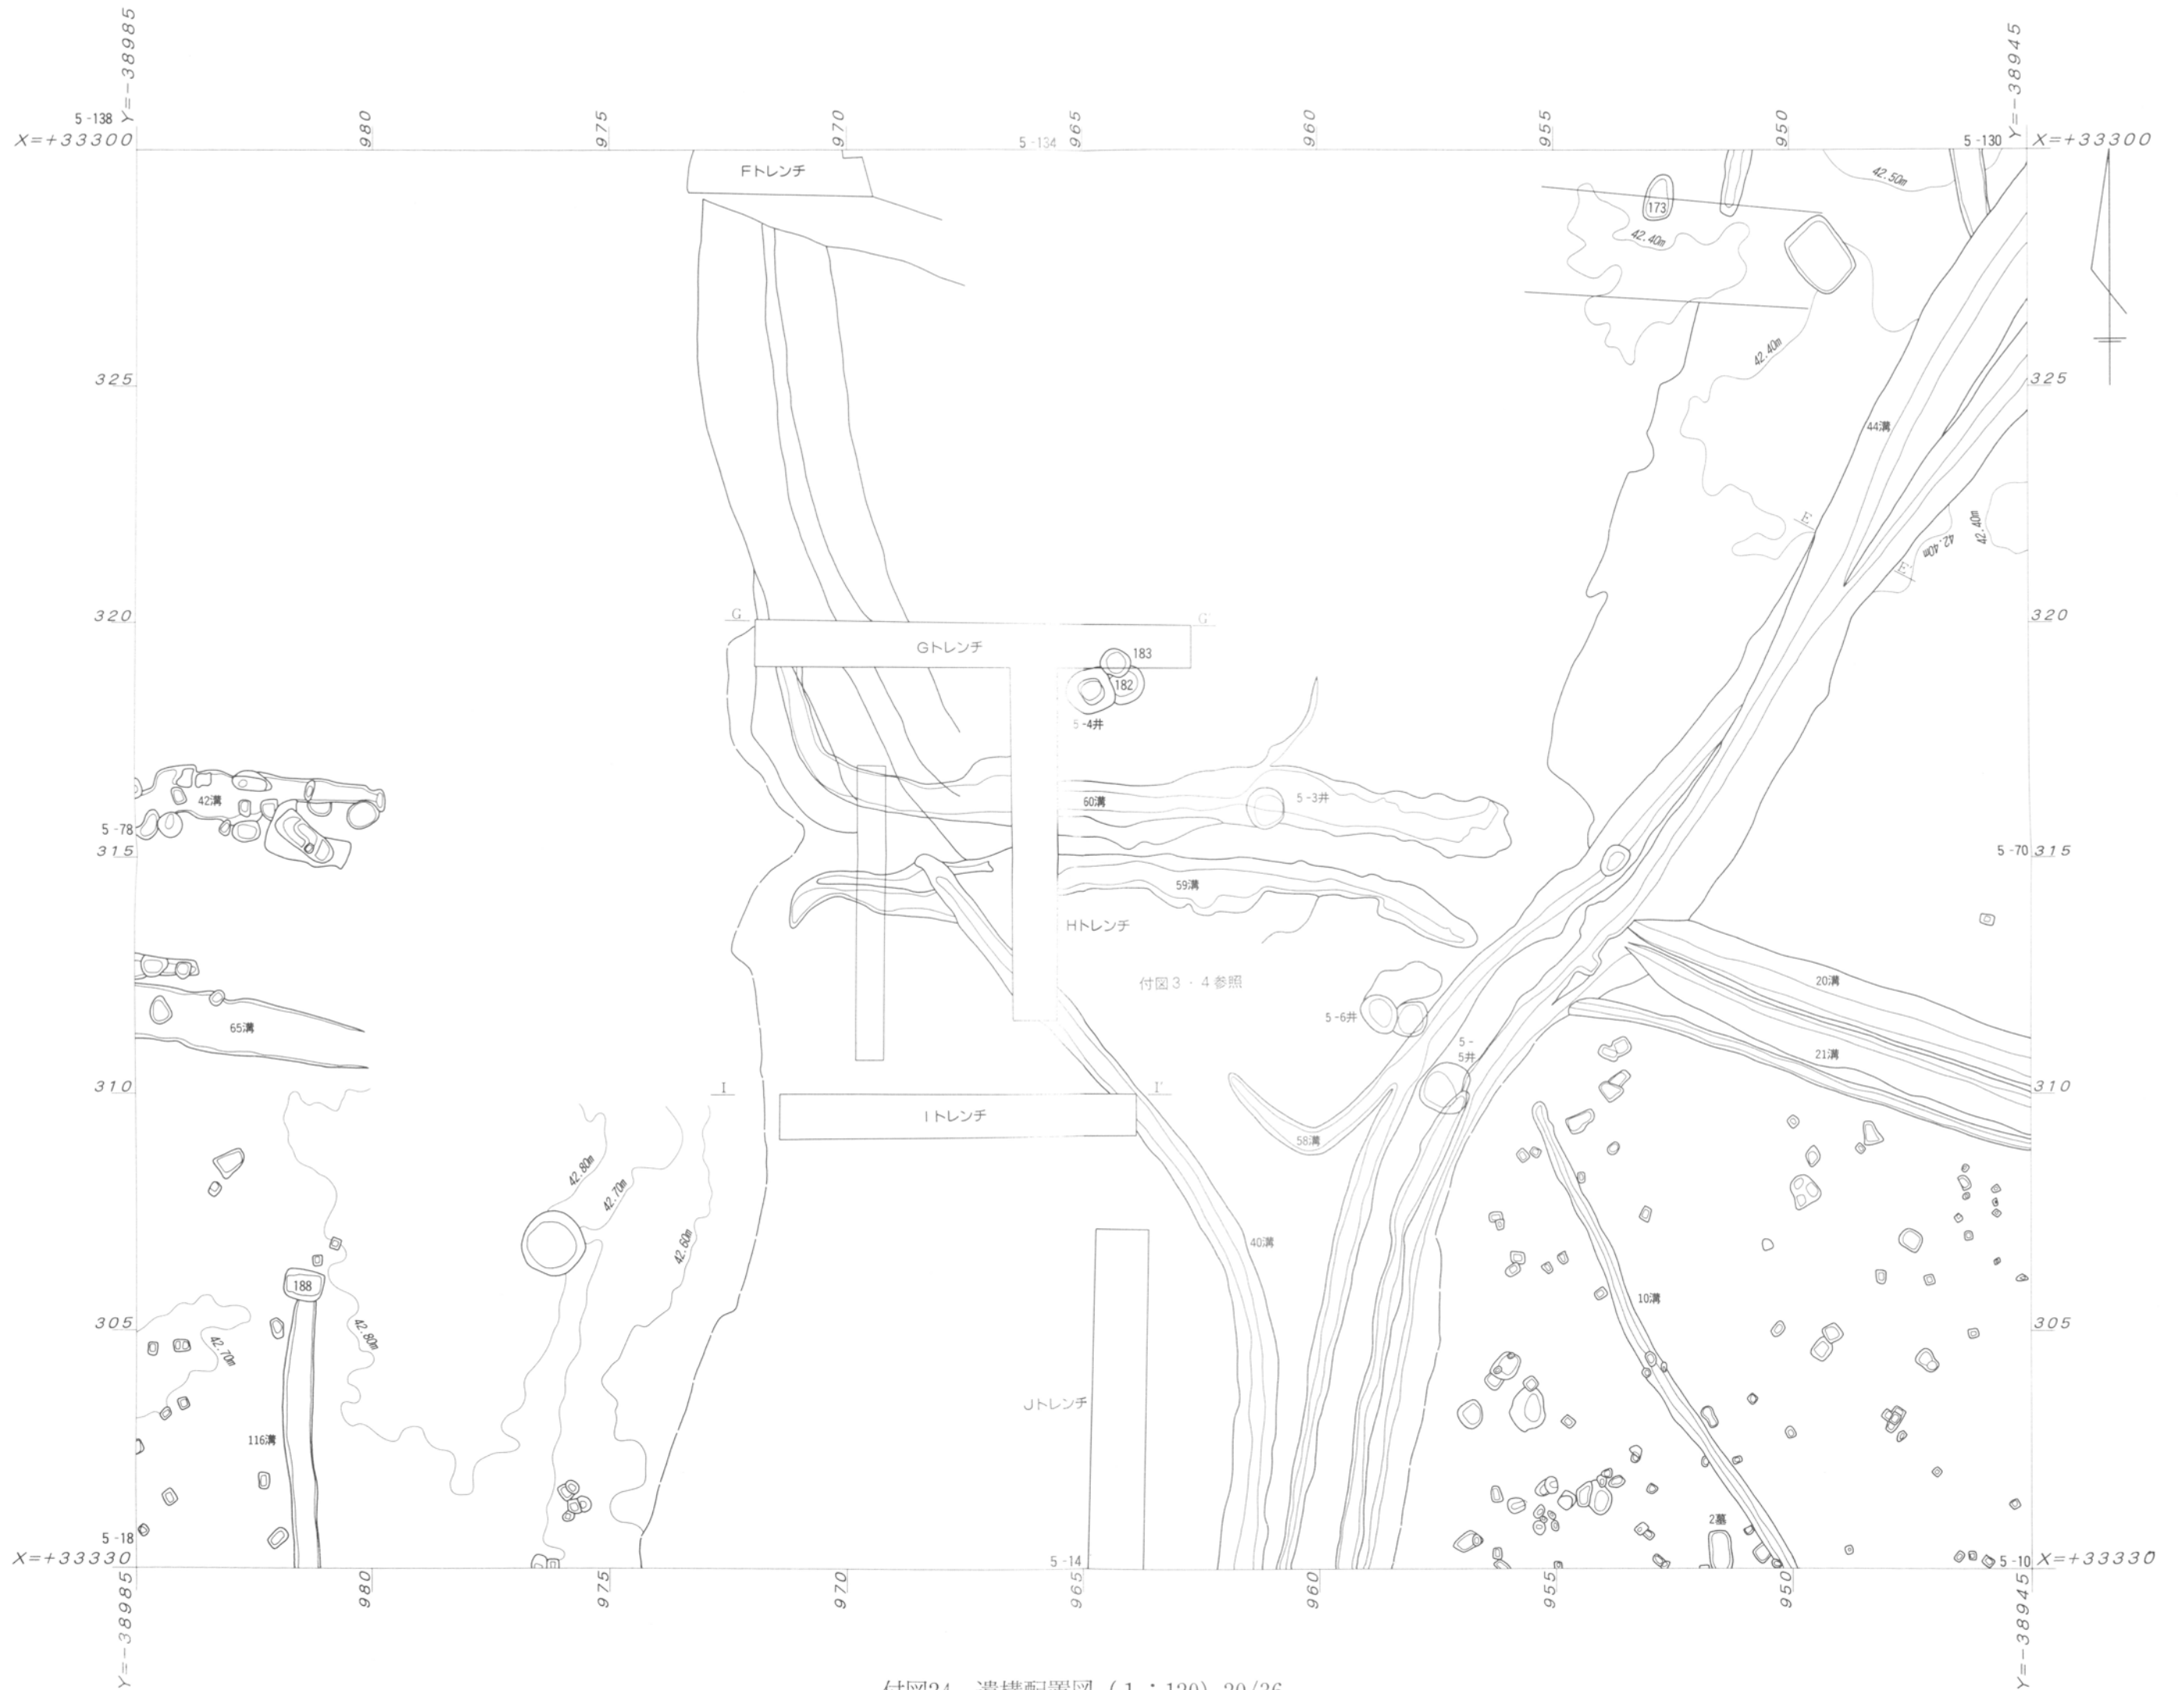 Y=-38985
Y=-38945
5-138
X=+33300
980
975
970
5-134
965
960
955
950
5-130
X=+33300
Fトレンチ
173
42.50m
42.40m
42.40m
325
325
44溝
E
42.40m
42.40m
E'
320
320
G
G'
Gトレンチ
183
182
5-4井
42溝
60溝
5-3井
5-78
315
5-70
315
59溝
Hトレンチ
付図3・4参照
20溝
65溝
5-6井
5-
5井
21溝
310
310
I
I'
Iトレンチ
58溝
42.80m
42.70m
42.60m
40溝
188
10溝
305
305
42.70m
42.80m
Jトレンチ
116溝
2墓
5-18
X=+33330
5-14
5-10
X=+33330
Y=-38985
980
975
970
965
960
955
950
Y=-38945